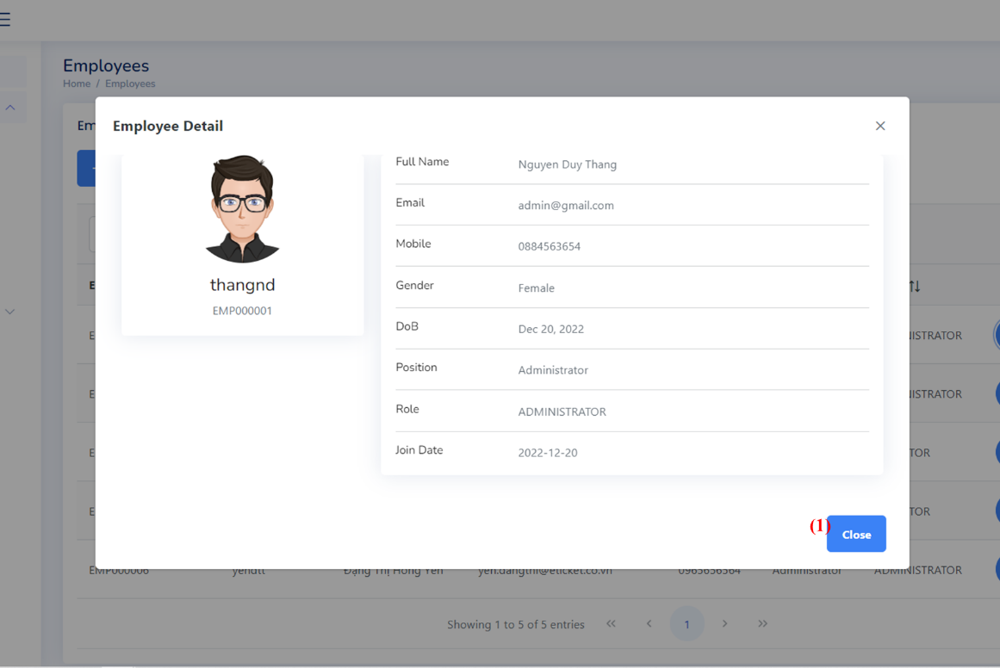 Employees
Home / Employees
Em
Employee Detail
thangnd
EMP000001
Full Name Nguyen Duy Thang
Email admin@gmail.com
Mobile 0884563654
Gender Female
DoB Dec 20, 2022
Position Administrator
Role ADMINISTRATOR
Join Date 2022-12-20
(1) Close
E
E NISTRATOR
E NISTRATOR
E TOR
E TOR
EMP000006 yendtt Đặng Thị Hồng Yến yen.dangthi@eticket.co.vn 0963656564 Administrator ADMINISTRATOR
Showing 1 to 5 of 5 entries << < 1 > >>